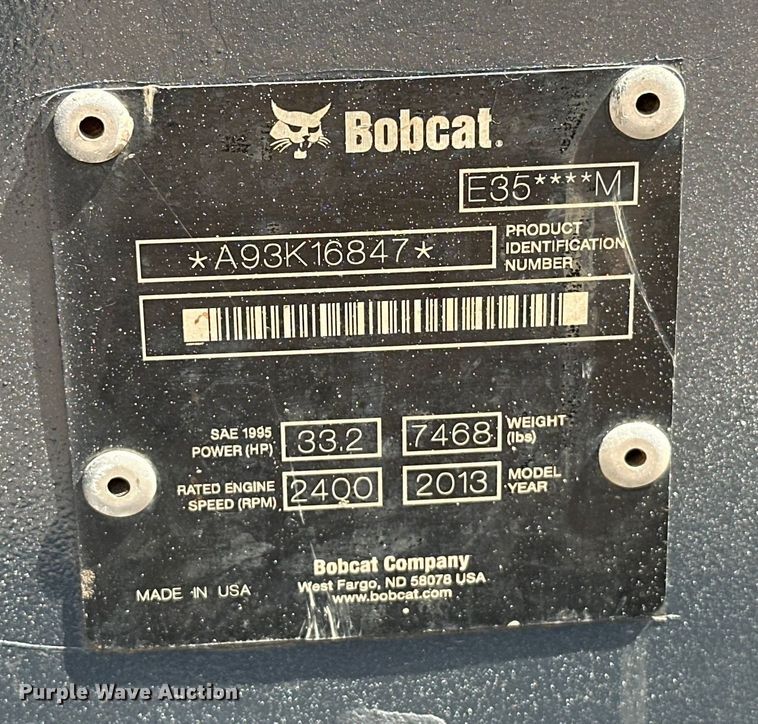 Bobcat®
E35****M
*A93K16847*
PRODUCT
IDENTIFICATION
NUMBER
SAE 1995
POWER (HP)
33.2
7468
WEIGHT
(lbs)
RATED ENGINE
SPEED (RPM)
2400
2013
MODEL
YEAR
Bobcat Company
West Fargo, ND 58078 USA
www.bobcat.com
MADE IN USA
Purple Wave Auction